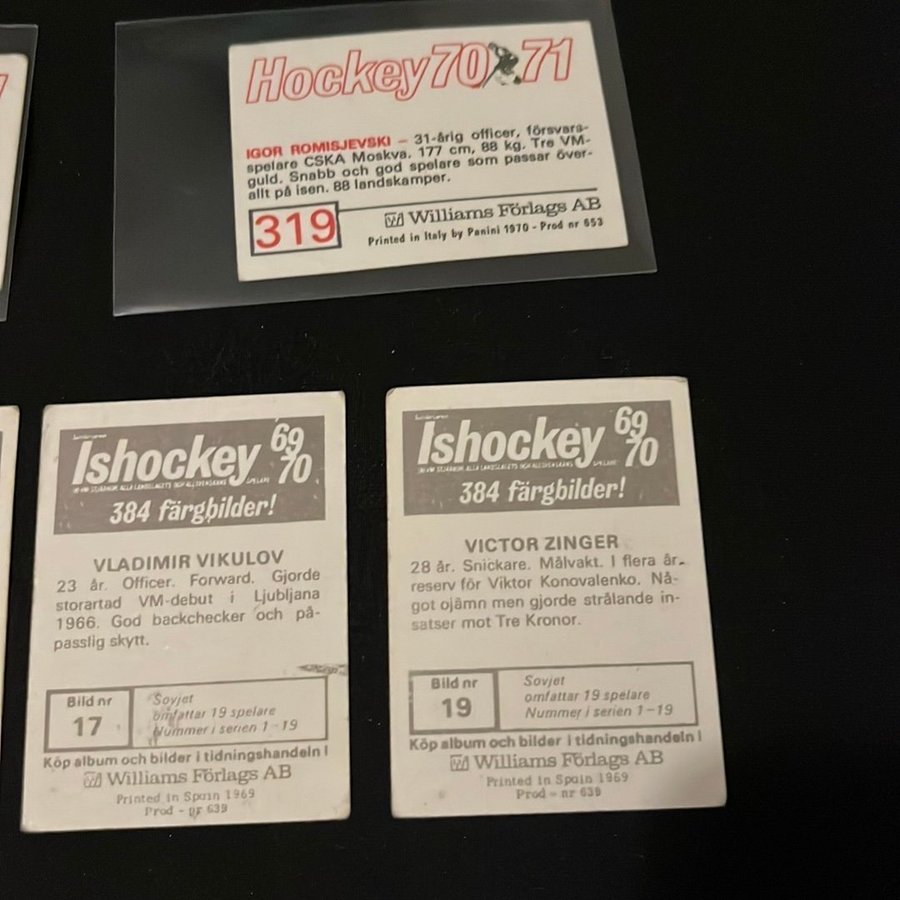 Hockey 70 71
IGOR ROMISJEVSKI – 31-årig officer, försvars-
spelare CSKA Moskva. 177 cm, 88 kg. Tre VM-
guld. Snabb och god spelare som passar över-
allt på isen. 88 landskamper.
319
Williams Förlags AB
Printed in Italy by Panini 1970 - Prod nr 653
Ishockey 69 70
384 färgbilder!
VLADIMIR VIKULOV
23 år. Officer. Forward. Gjorde
storartad VM-debut i Ljubljana
1966. God backchecker och på-
passlig skytt.
Bild nr
17
Sovjet
omfattar 19 spelare
Nummer i serien 1-19
Köp album och bilder i tidningshandeln!
Williams Förlags AB
Printed in Spain 1969
Prod - nr 639
Ishockey 69 70
384 färgbilder!
VICTOR ZINGER
28 år. Snickare. Målvakt. I flera år
reserv för Viktor Konovalenko. Nå-
got ojämn men gjorde strålande in-
satser mot Tre Kronor.
Bild nr
19
Sovjet
omfattar 19 spelare
Nummer i serien 1-19
Köp album och bilder i tidningshandeln!
Williams Förlags AB
Printed in Spain 1969
Prod - nr 639